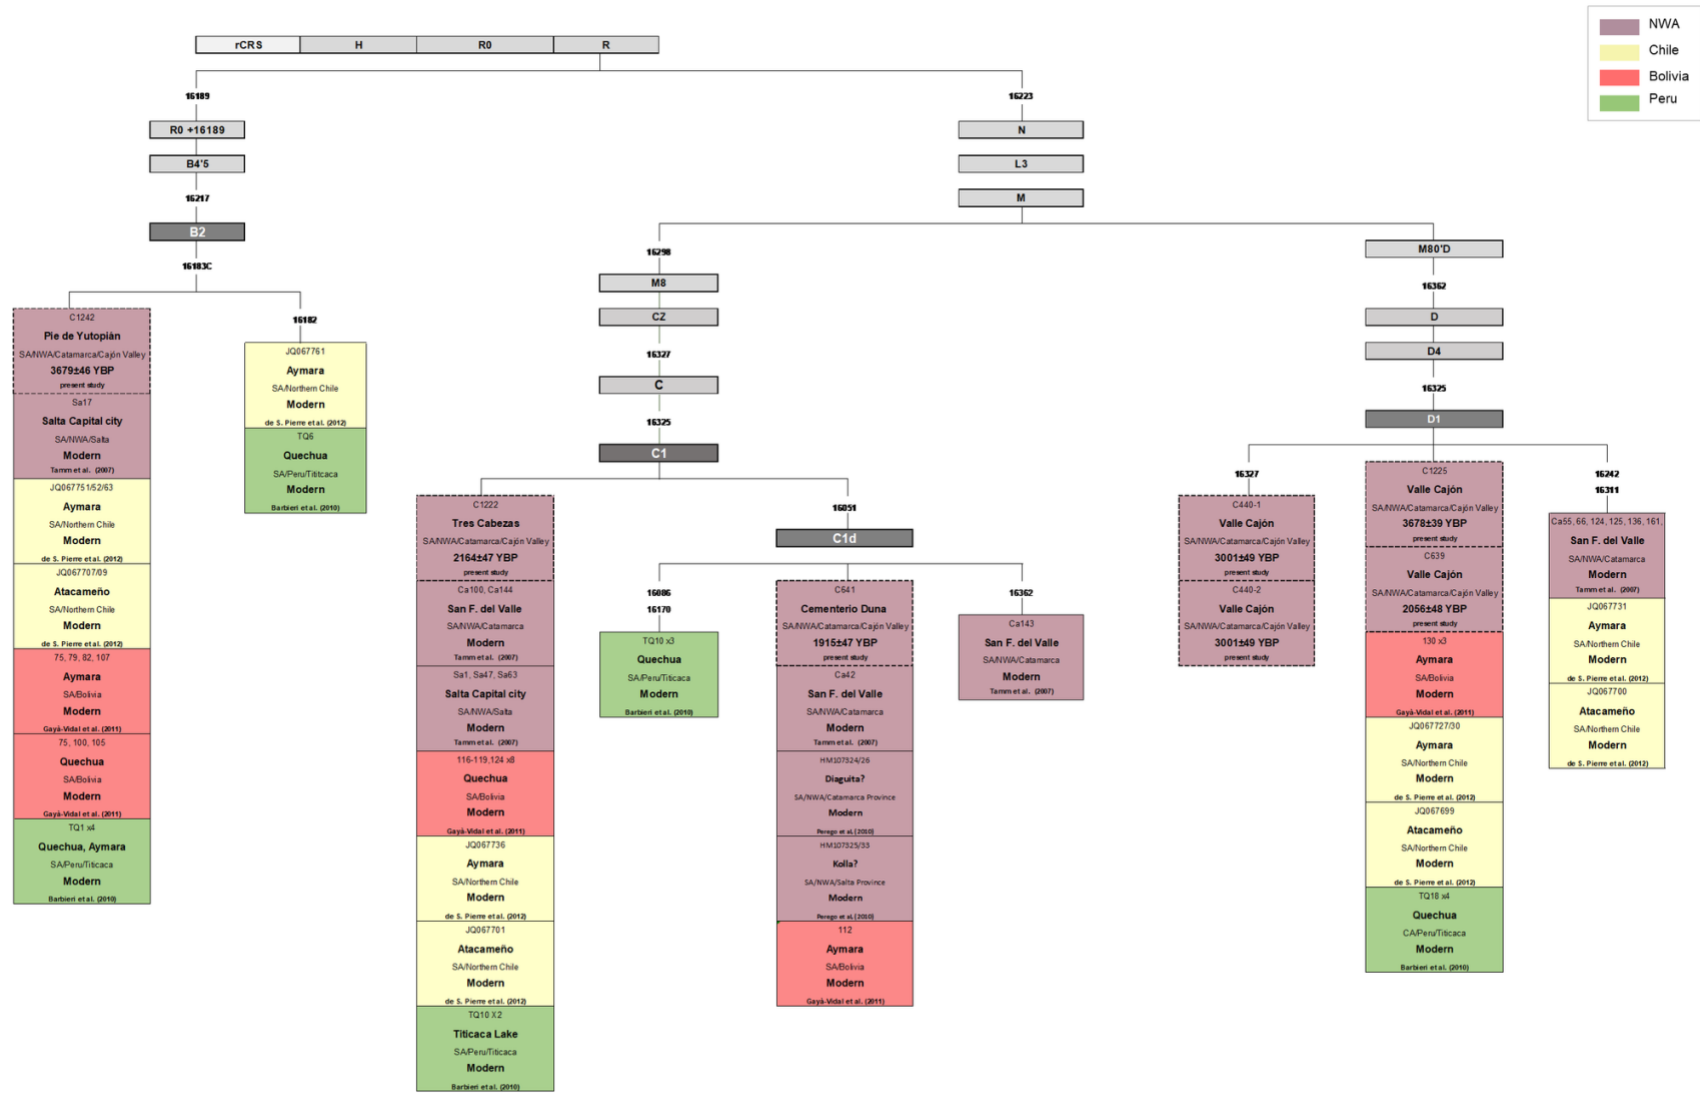 NWA
Chile
Bolivia
Peru
rCRS
H
R0
R
16189
R0 +16189
B4'5
16217
B2
16183C
C1242
Pie de Yutopián
SA/NWA/Catamarca/Cajón Valley
3679±46 YBP
present study
Sa17
Salta Capital city
SA/NWA/Salta
Modern
Tamm et al. (2007)
JQ067751/52/63
Aymara
SA/Northern Chile
Modern
de S. Pierre et al. (2012)
JQ067707/09
Atacameño
SA/Northern Chile
Modern
de S. Pierre et al. (2012)
75, 79, 82, 107
Aymara
SA/Bolivia
Modern
Gayà-Vidal et al. (2011)
75, 100, 105
Quechua
SA/Bolivia
Modern
Gayà-Vidal et al. (2011)
TQ1 x4
Quechua, Aymara
SA/Peru/Titicaca
Modern
Barbieri et al. (2010)
16182
JQ067761
Aymara
SA/Northern Chile
Modern
de S. Pierre et al. (2012)
TQ6
Quechua
SA/Peru/Tititcaca
Modern
Barbieri et al. (2010)
16223
N
L3
M
16298
M8
CZ
16327
C
16325
C1
C1222
Tres Cabezas
SA/NWA/Catamarca/Cajón Valley
2164±47 YBP
present study
Ca100, Ca144
San F. del Valle
SA/NWA/Catamarca
Modern
Tamm et al. (2007)
Sa1, Sa47, Sa63
Salta Capital city
SA/NWA/Salta
Modern
Tamm et al. (2007)
116-119,124 x8
Quechua
SA/Bolivia
Modern
Gayà-Vidal et al. (2011)
JQ067736
Aymara
SA/Northern Chile
Modern
de S. Pierre et al. (2012)
JQ067701
Atacameño
SA/Northern Chile
Modern
de S. Pierre et al. (2012)
TQ10 X2
Titicaca Lake
SA/Peru/Titicaca
Modern
Barbieri et al. (2010)
16051
C1d
16086
16170
TQ10 x3
Quechua
SA/Peru/Titicaca
Modern
Barbieri et al. (2010)
C641
Cementerio Duna
SA/NWA/Catamarca/Cajón Valley
1915±47 YBP
present study
Ca42
San F. del Valle
SA/NWA/Catamarca
Modern
Tamm et al. (2007)
HM107324/26
Diaguita?
SA/NWA/Catamarca Province
Modern
Perego et al. (2010)
HM107325/33
Kolla?
SA/NWA/Salta Province
Modern
Perego et al. (2010)
112
Aymara
SA/Bolivia
Modern
Gayà-Vidal et al. (2011)
16362
Ca143
San F. del Valle
SA/NWA/Catamarca
Modern
Tamm et al. (2007)
M80'D
16362
D
D4
16325
D1
16327
C440-1
Valle Cajón
SA/NWA/Catamarca/Cajón Valley
3001±49 YBP
present study
C440-2
Valle Cajón
SA/NWA/Catamarca/Cajón Valley
3001±49 YBP
present study
C1225
Valle Cajón
SA/NWA/Catamarca/Cajón Valley
3678±39 YBP
present study
C639
Valle Cajón
SA/NWA/Catamarca/Cajón Valley
2056±48 YBP
present study
130 x3
Aymara
SA/Bolivia
Modern
Gayà-Vidal et al. (2011)
JQ067727/30
Aymara
SA/Northern Chile
Modern
de S. Pierre et al. (2012)
JQ067699
Atacameño
SA/Northern Chile
Modern
de S. Pierre et al. (2012)
TQ18 x4
Quechua
CA/Peru/Titicaca
Modern
Barbieri et al. (2010)
16242
16311
Ca55, 66, 124, 125, 136, 161,
San F. del Valle
SA/NWA/Catamarca
Modern
Tamm et al. (2007)
JQ067731
Aymara
SA/Northern Chile
Modern
de S. Pierre et al. (2012)
JQ067700
Atacameño
SA/Northern Chile
Modern
de S. Pierre et al. (2012)